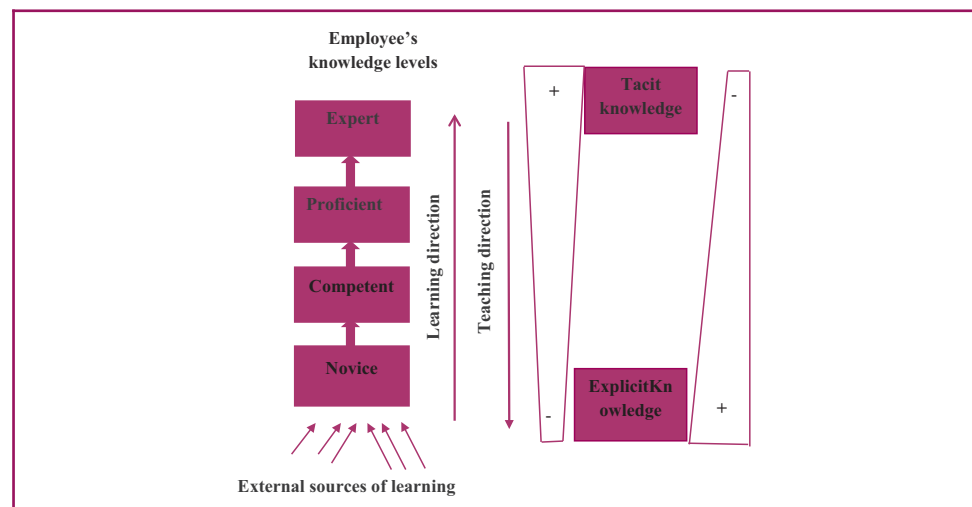 Employee's
knowledge levels
Expert
Proficient
Competent
Novice
External sources of learning
Learning direction
Teaching direction
+
-
Tacit
knowledge
ExplicitKn
owledge
-
+